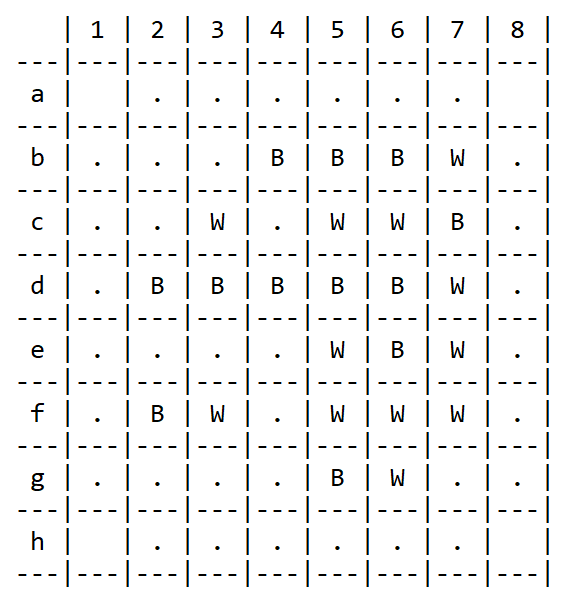 | 1 | 2 | 3 | 4 | 5 | 6 | 7 | 8 |
---|---|---|---|---|---|---|---|---|
 a |   | . | . | . | . | . | . |   |
---|---|---|---|---|---|---|---|---|
 b | . | . | . | B | B | B | W | . |
---|---|---|---|---|---|---|---|---|
 c | . | . | W | . | W | W | B | . |
---|---|---|---|---|---|---|---|---|
 d | . | B | B | B | B | B | W | . |
---|---|---|---|---|---|---|---|---|
 e | . | . | . | . | W | B | W | . |
---|---|---|---|---|---|---|---|---|
 f | . | B | W | . | W | W | W | . |
---|---|---|---|---|---|---|---|---|
 g | . | . | . | . | B | W | . | . |
---|---|---|---|---|---|---|---|---|
 h |   | . | . | . | . | . | . |   |
---|---|---|---|---|---|---|---|---|